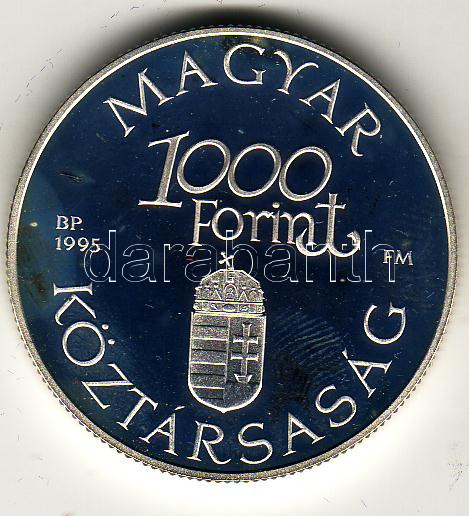 MAGYAR
1000
Forint
BP.
1995
FM
KÖZTÁRSASÁG
darabanth